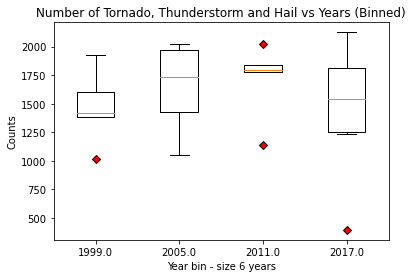 Number of Tornado, Thunderstorm and Hail vs Years (Binned)
Counts
2000
1750
1500
1250
1000
750
500
1999.0 2005.0 2011.0 2017.0
Year bin - size 6 years